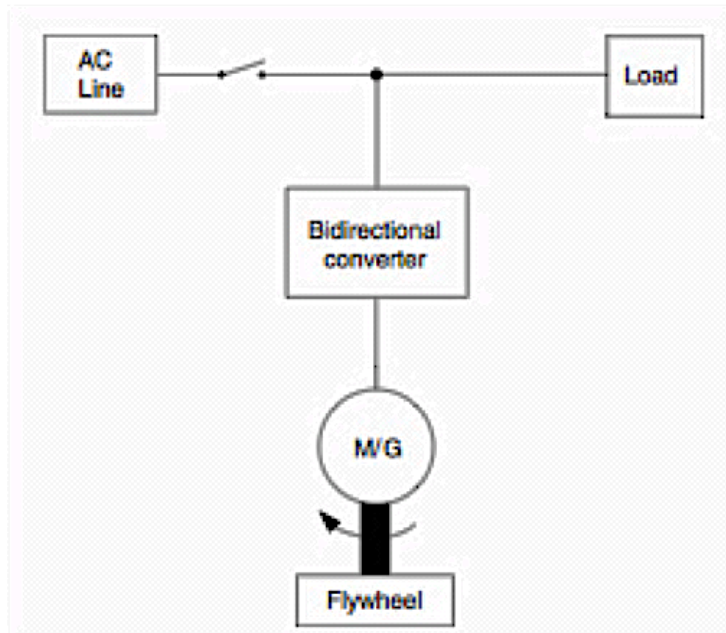 AC
Line
Load
Bidirectional
converter
M/G
Flywheel